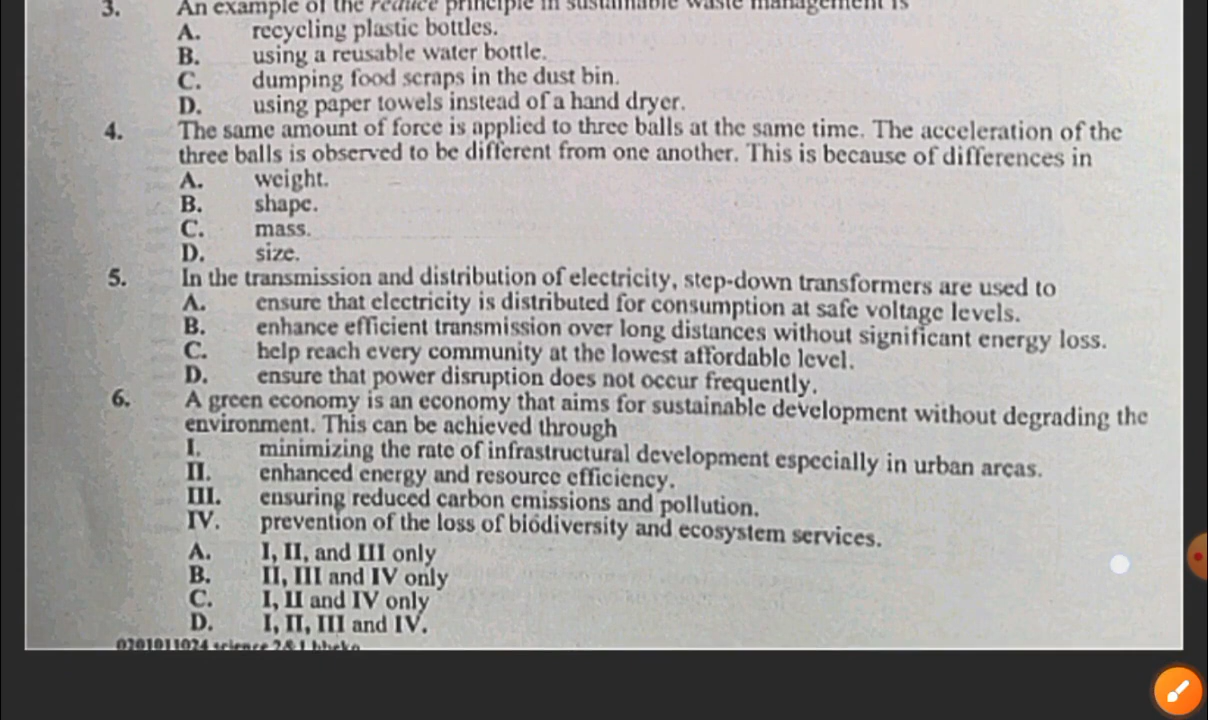 3. An example of the reduce principle in sustainable waste management is
A. recycling plastic bottles.
B. using a reusable water bottle.
C. dumping food scraps in the dust bin.
D. using paper towels instead of a hand dryer.
4. The same amount of force is applied to three balls at the same time. The acceleration of the
three balls is observed to be different from one another. This is because of differences in
A. weight.
B. shape.
C. mass.
D. size.
5. In the transmission and distribution of electricity, step-down transformers are used to
A. ensure that electricity is distributed for consumption at safe voltage levels.
B. enhance efficient transmission over long distances without significant energy loss.
C. help reach every community at the lowest affordable level.
D. ensure that power disruption does not occur frequently.
6. A green economy is an economy that aims for sustainable development without degrading the
environment. This can be achieved through
I. minimizing the rate of infrastructural development especially in urban areas.
II. enhanced energy and resource efficiency.
III. ensuring reduced carbon emissions and pollution.
IV. prevention of the loss of biodiversity and ecosystem services.
A. I, II, and III only
B. II, III and IV only
C. I, II and IV only
D. I, II, III and IV.
0201011024 science 2&1